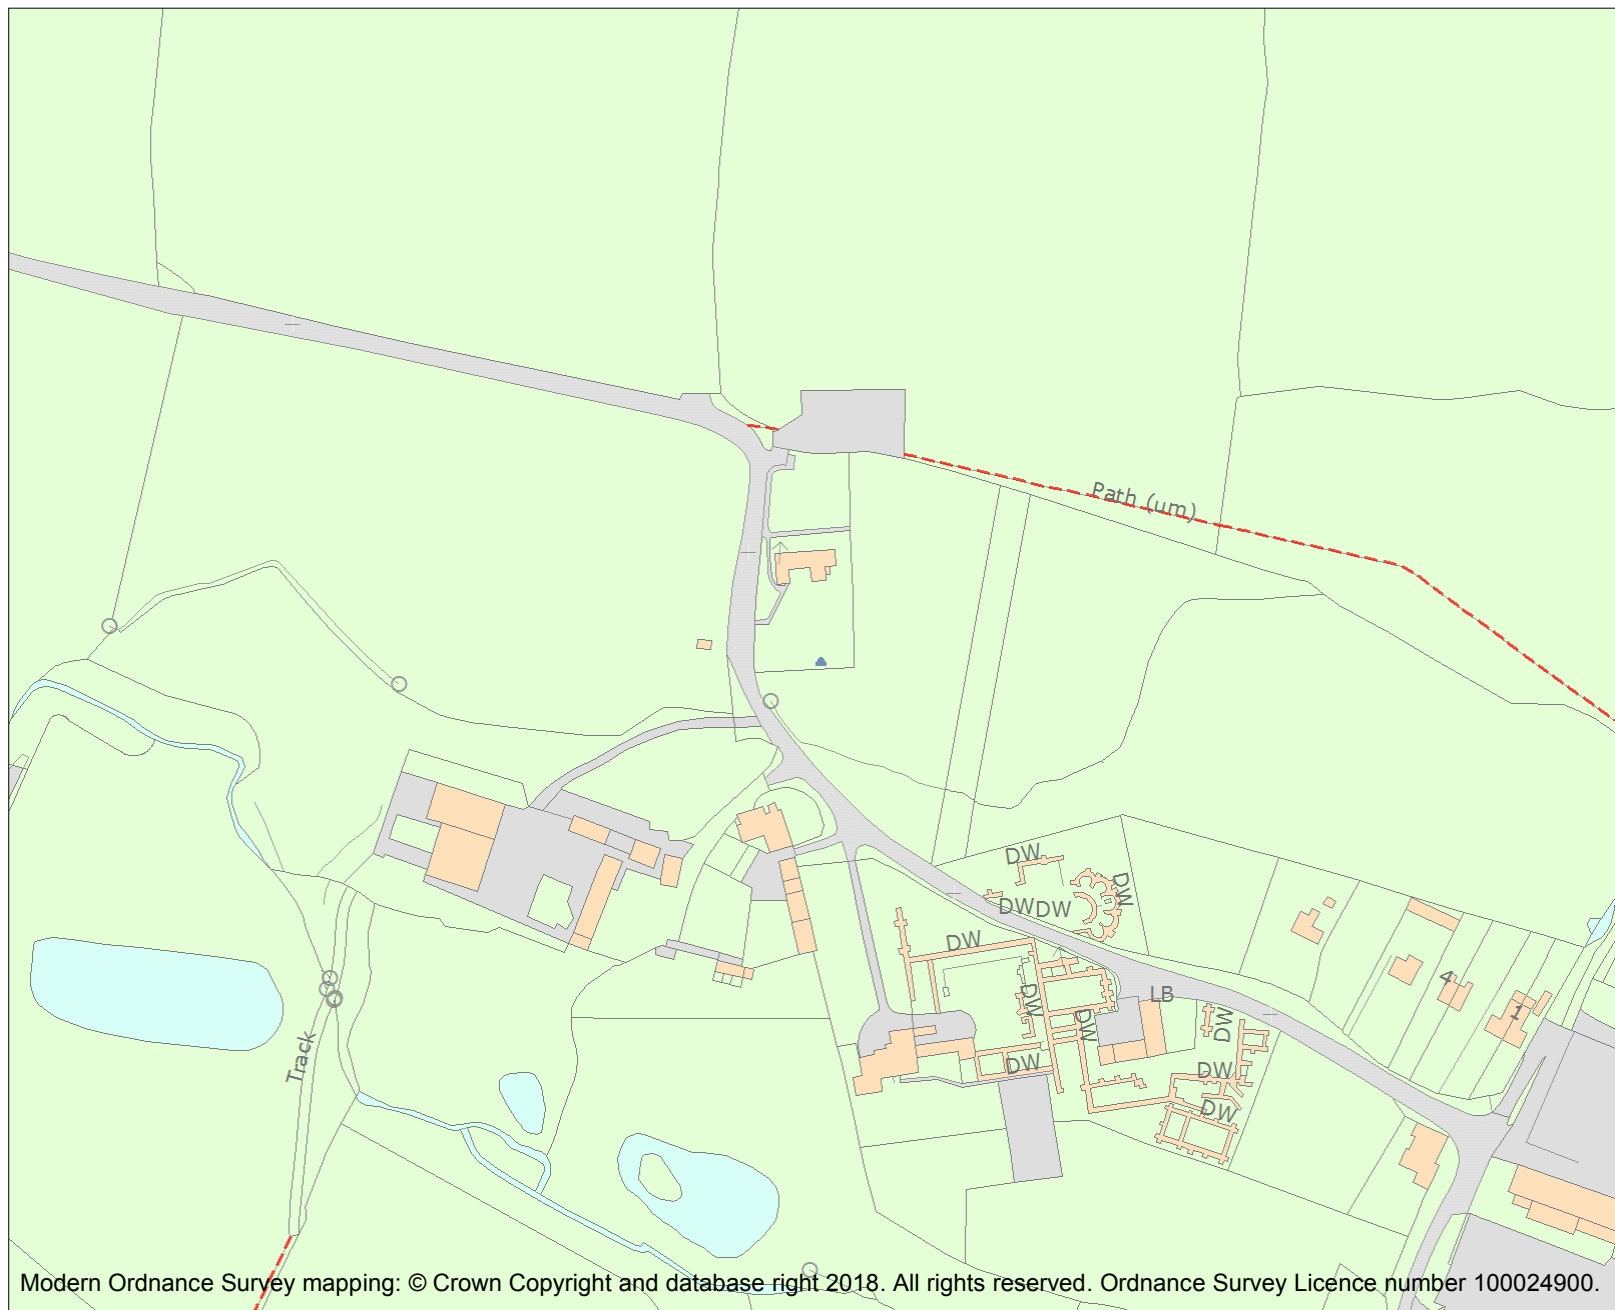 Path (um)
DW
DW
DW
DW
DW
4
LB
DW
1
DW
DW
DW
Track
DW
DW
Modern Ordnance Survey mapping: © Crown Copyright and database right 2018. All rights reserved. Ordnance Survey Licence number 100024900.